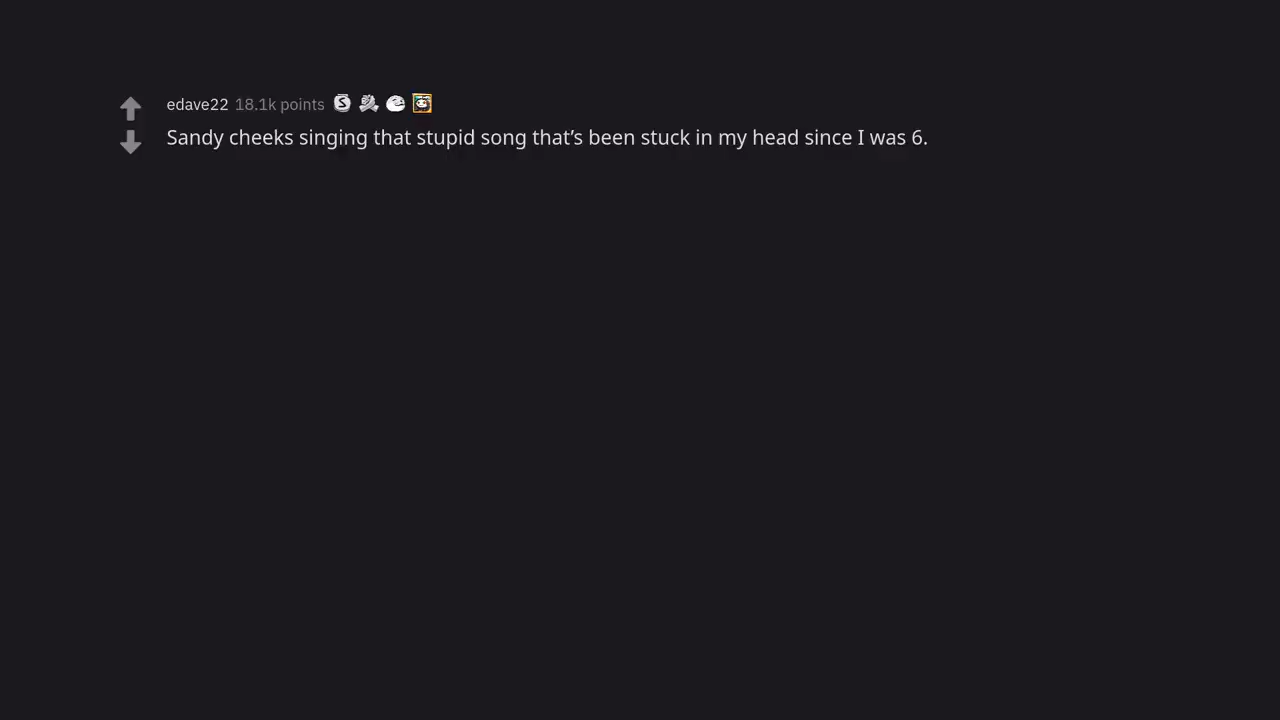 edave22 18.1k points
Sandy cheeks singing that stupid song that’s been stuck in my head since I was 6.